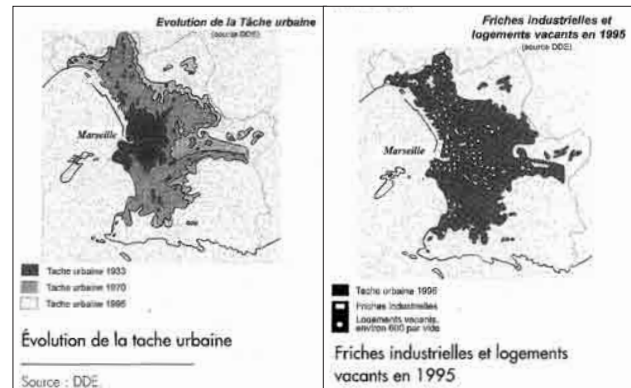 Evolution de la Tâche urbaine
(source DDE)
Marseille
Tache urbaine 1933
Tache urbaine 1970
Tache urbaine 1995
Évolution de la tache urbaine
Source : DDE.
Friches industrielles et
logements vacants en 1995
(source DDE)
Marseille
Tache urbaine 1996
Friches industrielles
Logements vacants,
environ 600 par vide
Friches industrielles et logements
vacants en 1995